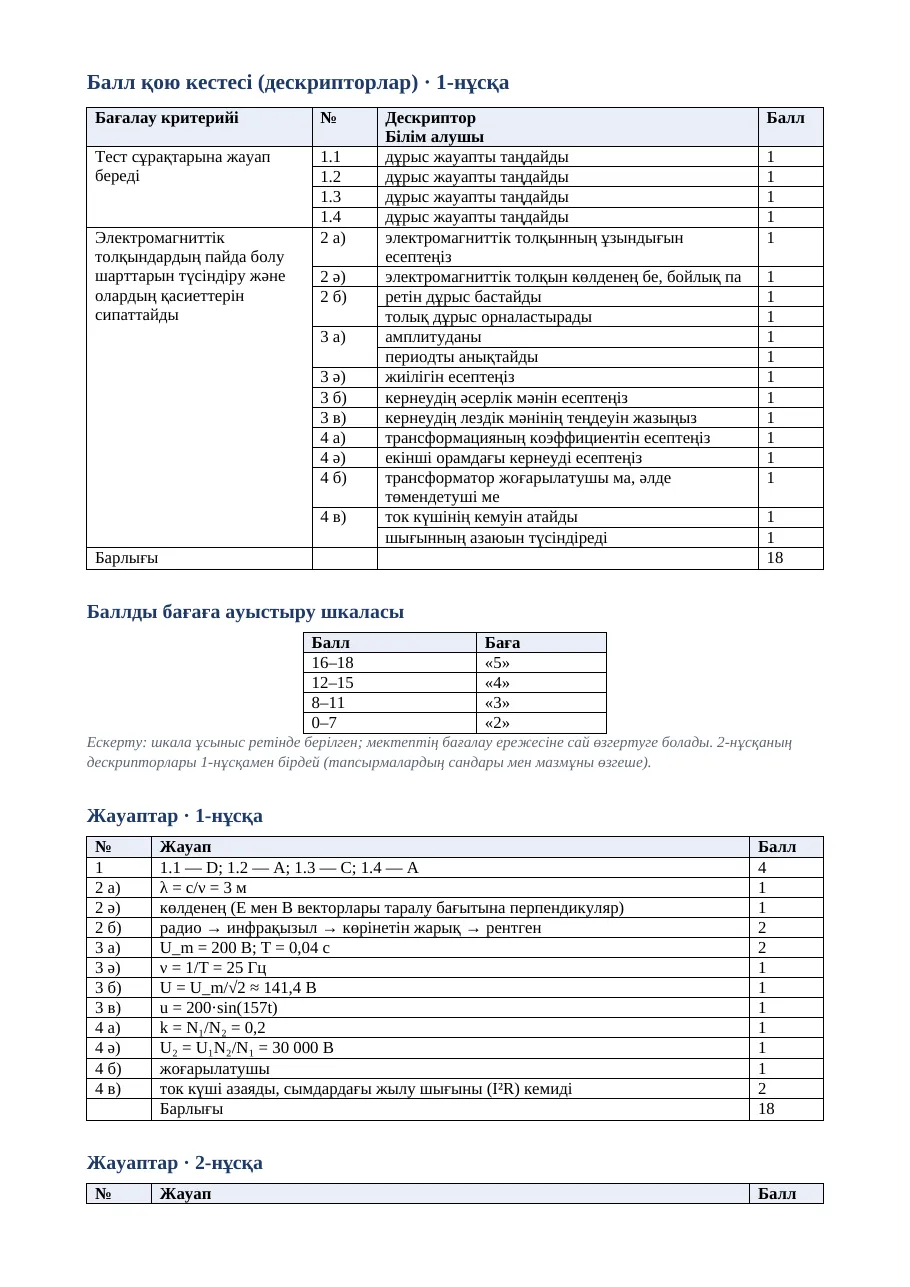 Балл қою кестесі (дескрипторлар) · 1-нұсқа
Бағалау критерийі № Дескриптор Балл
Білім алушы
Тест сұрақтарына жауап 1.1 дұрыс жауапты таңдайды 1
береді 1.2 дұрыс жауапты таңдайды 1
1.3 дұрыс жауапты таңдайды 1
1.4 дұрыс жауапты таңдайды 1
Электромагниттік 2 а) электромагниттік толқынның ұзындығын 1
толқындардың пайда болу есептеңіз
шарттарын түсіндіру және 2 ә) электромагниттік толқын көлденең бе, бойлық па 1
олардың қасиеттерін 2 б) ретін дұрыс бастайды 1
сипаттайды толық дұрыс орналастырады 1
3 а) амплитуданы 1
периодты анықтайды 1
3 ә) жиілігін есептеңіз 1
3 б) кернеудің әсерлік мәнін есептеңіз 1
3 в) кернеудің лездік мәнінің теңдеуін жазыңыз 1
4 а) трансформацияның коэффициентін есептеңіз 1
4 ә) екінші орамдағы кернеуді есептеңіз 1
4 б) трансформатор жоғарылатушы ма, әлде 1
төмендетуші ме
4 в) ток күшінің кемуін атайды 1
шығынның азаюын түсіндіреді 1
Барлығы 18
Баллды бағаға ауыстыру шкаласы
Балл Баға
16–18 «5»
12–15 «4»
8–11 «3»
0–7 «2»
Ескерту: шкала ұсыныс ретінде берілген; мектептің бағалау ережесіне сай өзгертуге болады. 2-нұсқаның
дескрипторлары 1-нұсқамен бірдей (тапсырмалардың сандары мен мазмұны өзгеше).
Жауаптар · 1-нұсқа
№ Жауап Балл
1 1.1 — D; 1.2 — A; 1.3 — C; 1.4 — A 4
2 а) λ = c/ν = 3 м 1
2 ә) көлденең (E мен B векторлары таралу бағытына перпендикуляр) 1
2 б) радио → инфрақызыл → көрінетін жарық → рентген 2
3 а) U_m = 200 В; T = 0,04 с 2
3 ә) ν = 1/T = 25 Гц 1
3 б) U = U_m/√2 ≈ 141,4 В 1
3 в) u = 200·sin(157t) 1
4 а) k = N₁/N₂ = 0,2 1
4 ә) U₂ = U₁N₂/N₁ = 30 000 В 1
4 б) жоғарылатушы 1
4 в) ток күші азаяды, сымдардағы жылу шығыны (I²R) кемиді 2
Барлығы 18
Жауаптар · 2-нұсқа
№ Жауап Балл